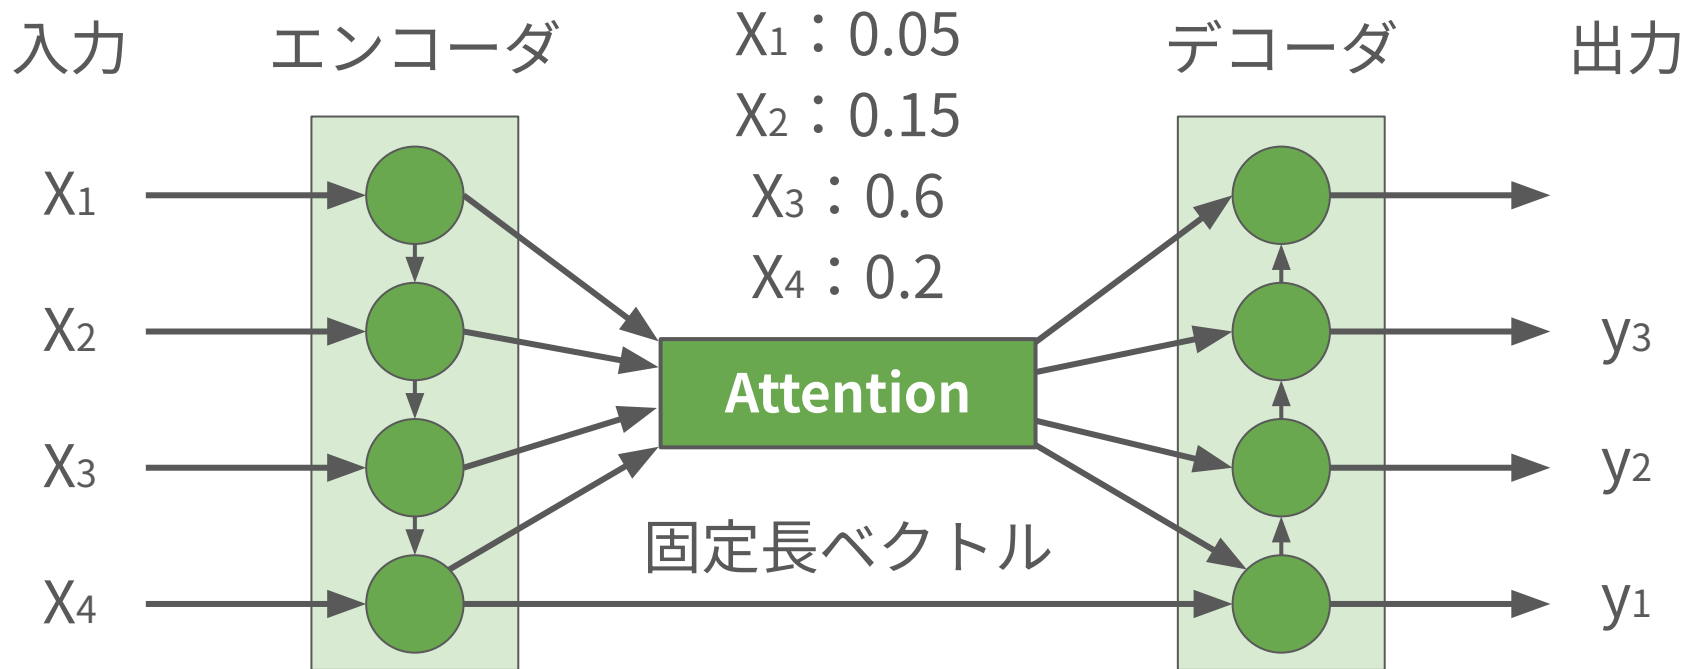 入力
エンコーダ
X1：0.05
X2：0.15
X3：0.6
X4：0.2
デコーダ
出力
X1
X2
X3
X4
Attention
固定長ベクトル
y3
y2
y1